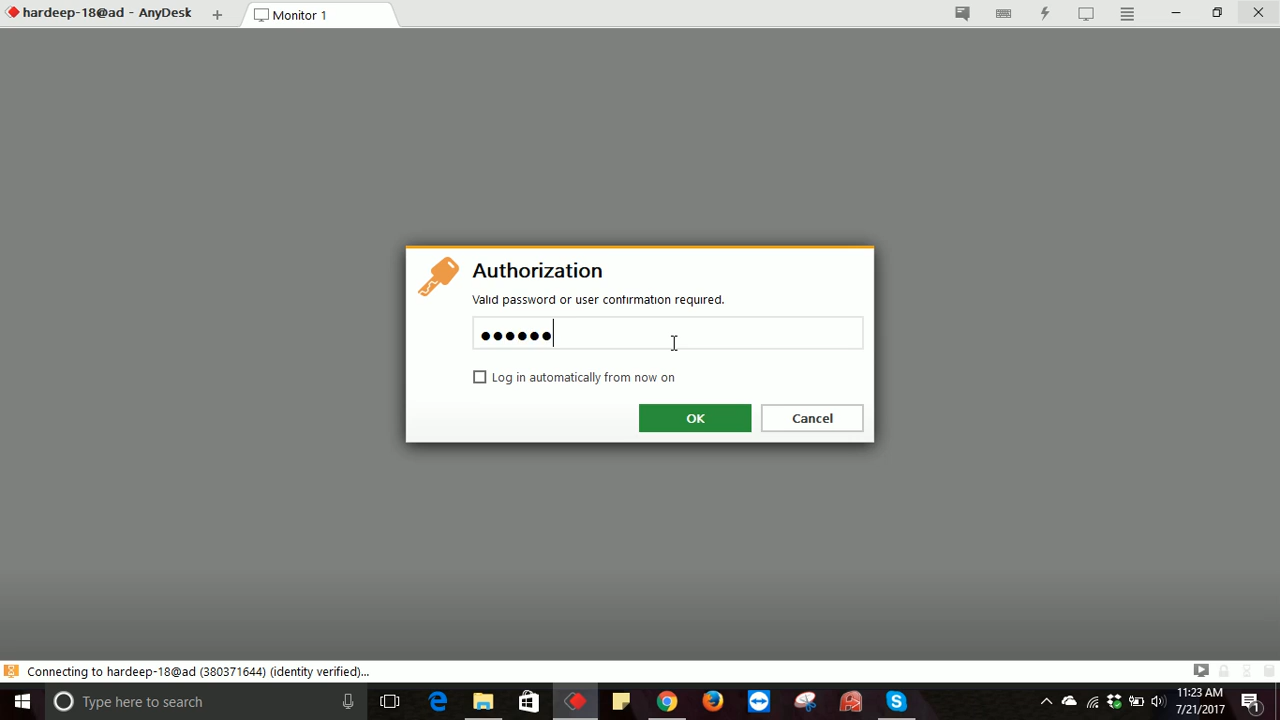 hardeep-18@ad - AnyDesk
Monitor 1
Authorization
Valid password or user confirmation required.
Log in automatically from now on
OK
Cancel
Connecting to hardeep-18@ad (380371644) (identity verified)...
Type here to search
11:23 AM
7/21/2017
1